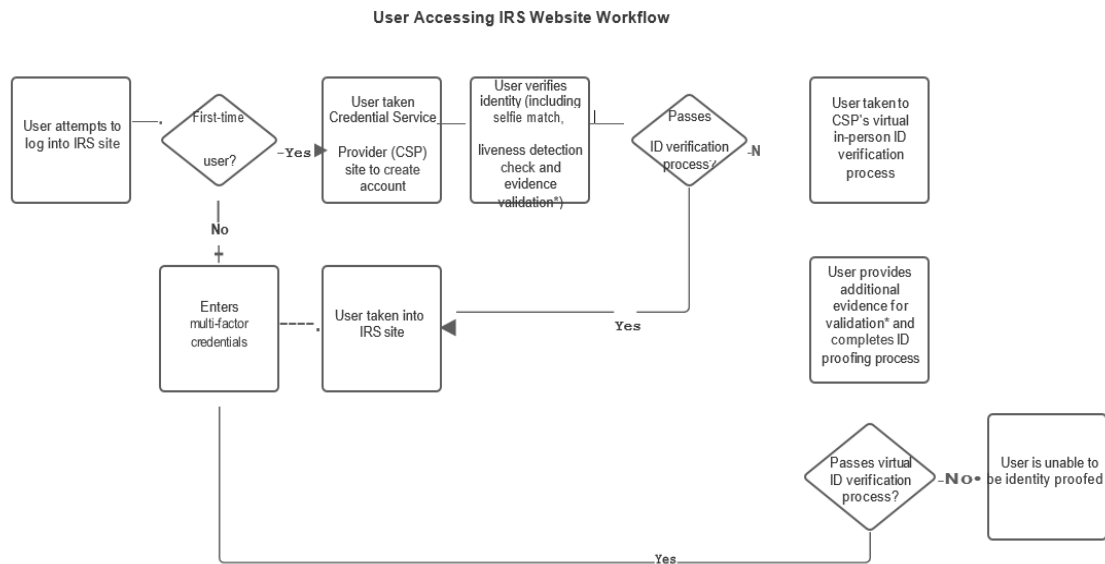 User Accessing IRS Website Workflow
User attempts to
log into IRS site
First-time
user?
Yes
User taken
Credential Service
Provider (CSP)
site to create
account
User verifies
identity (including
selfie match,
liveness detection
check and
evidence
validation*)
Passes
ID verification
process?
N
User taken to
CSP's virtual
in-person ID
verification
process
No
Enters
multi-factor
credentials
User taken into
IRS site
Yes
User provides
additional
evidence for
validation* and
completes ID
proofing process
Passes virtual
ID verification
process?
No
User is unable to
be identity proofed
Yes